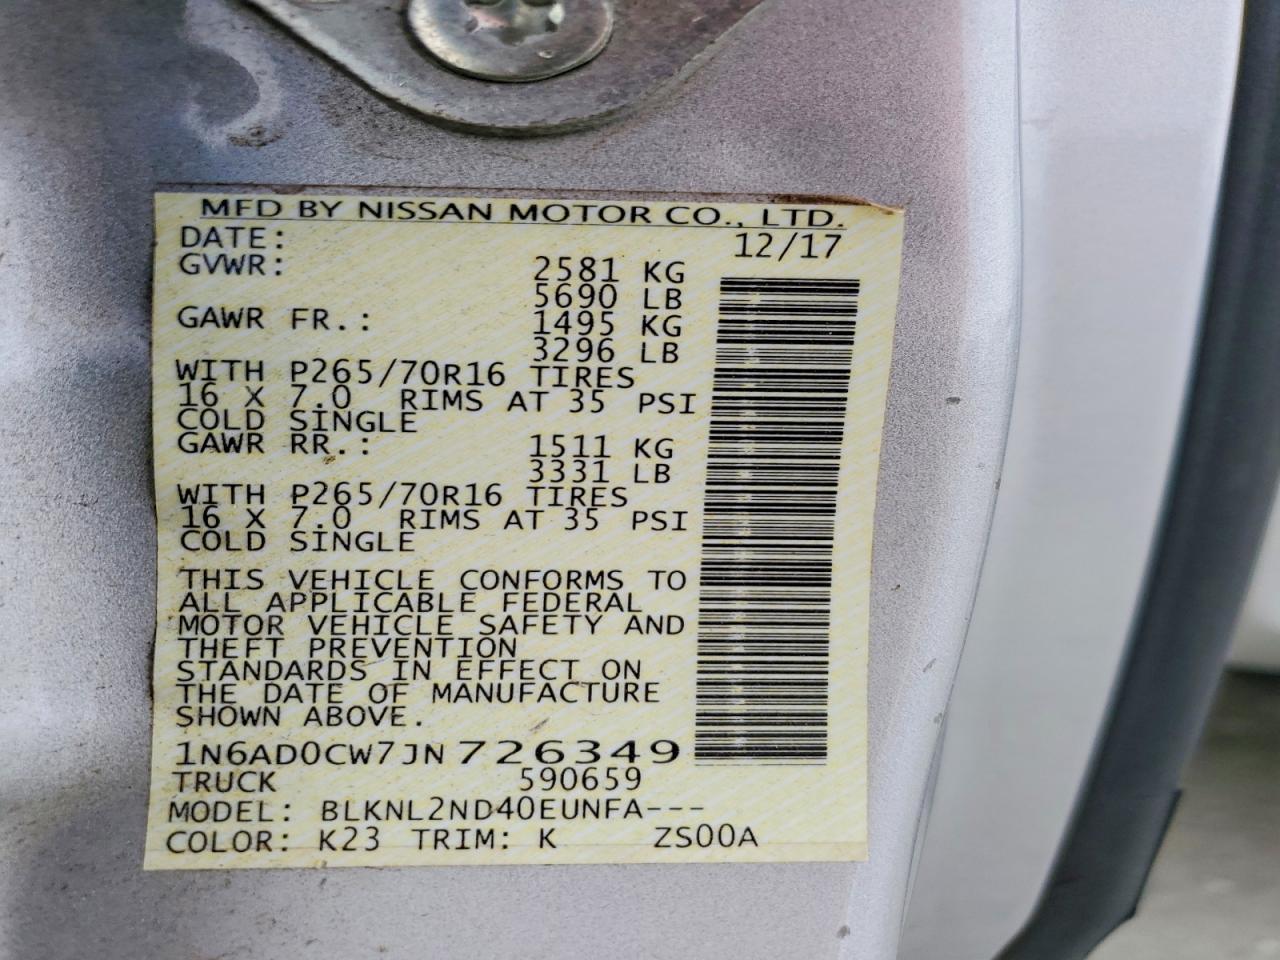 MFD BY NISSAN MOTOR CO., LTD.
DATE: 12/17
GVWR: 2581 KG
5690 LB
GAWR FR.: 1495 KG
3296 LB
WITH P265/70R16 TIRES
16 X 7.0 RIMS AT 35 PSI
COLD SINGLE
GAWR RR.: 1511 KG
3331 LB
WITH P265/70R16 TIRES
16 X 7.0 RIMS AT 35 PSI
COLD SINGLE
THIS VEHICLE CONFORMS TO
ALL APPLICABLE FEDERAL
MOTOR VEHICLE SAFETY AND
THEFT PREVENTION
STANDARDS IN EFFECT ON
THE DATE OF MANUFACTURE
SHOWN ABOVE.
1N6AD0CW7JN726349
TRUCK 590659
MODEL: BLKNL2ND40EUNFA---
COLOR: K23 TRIM: K ZS00A